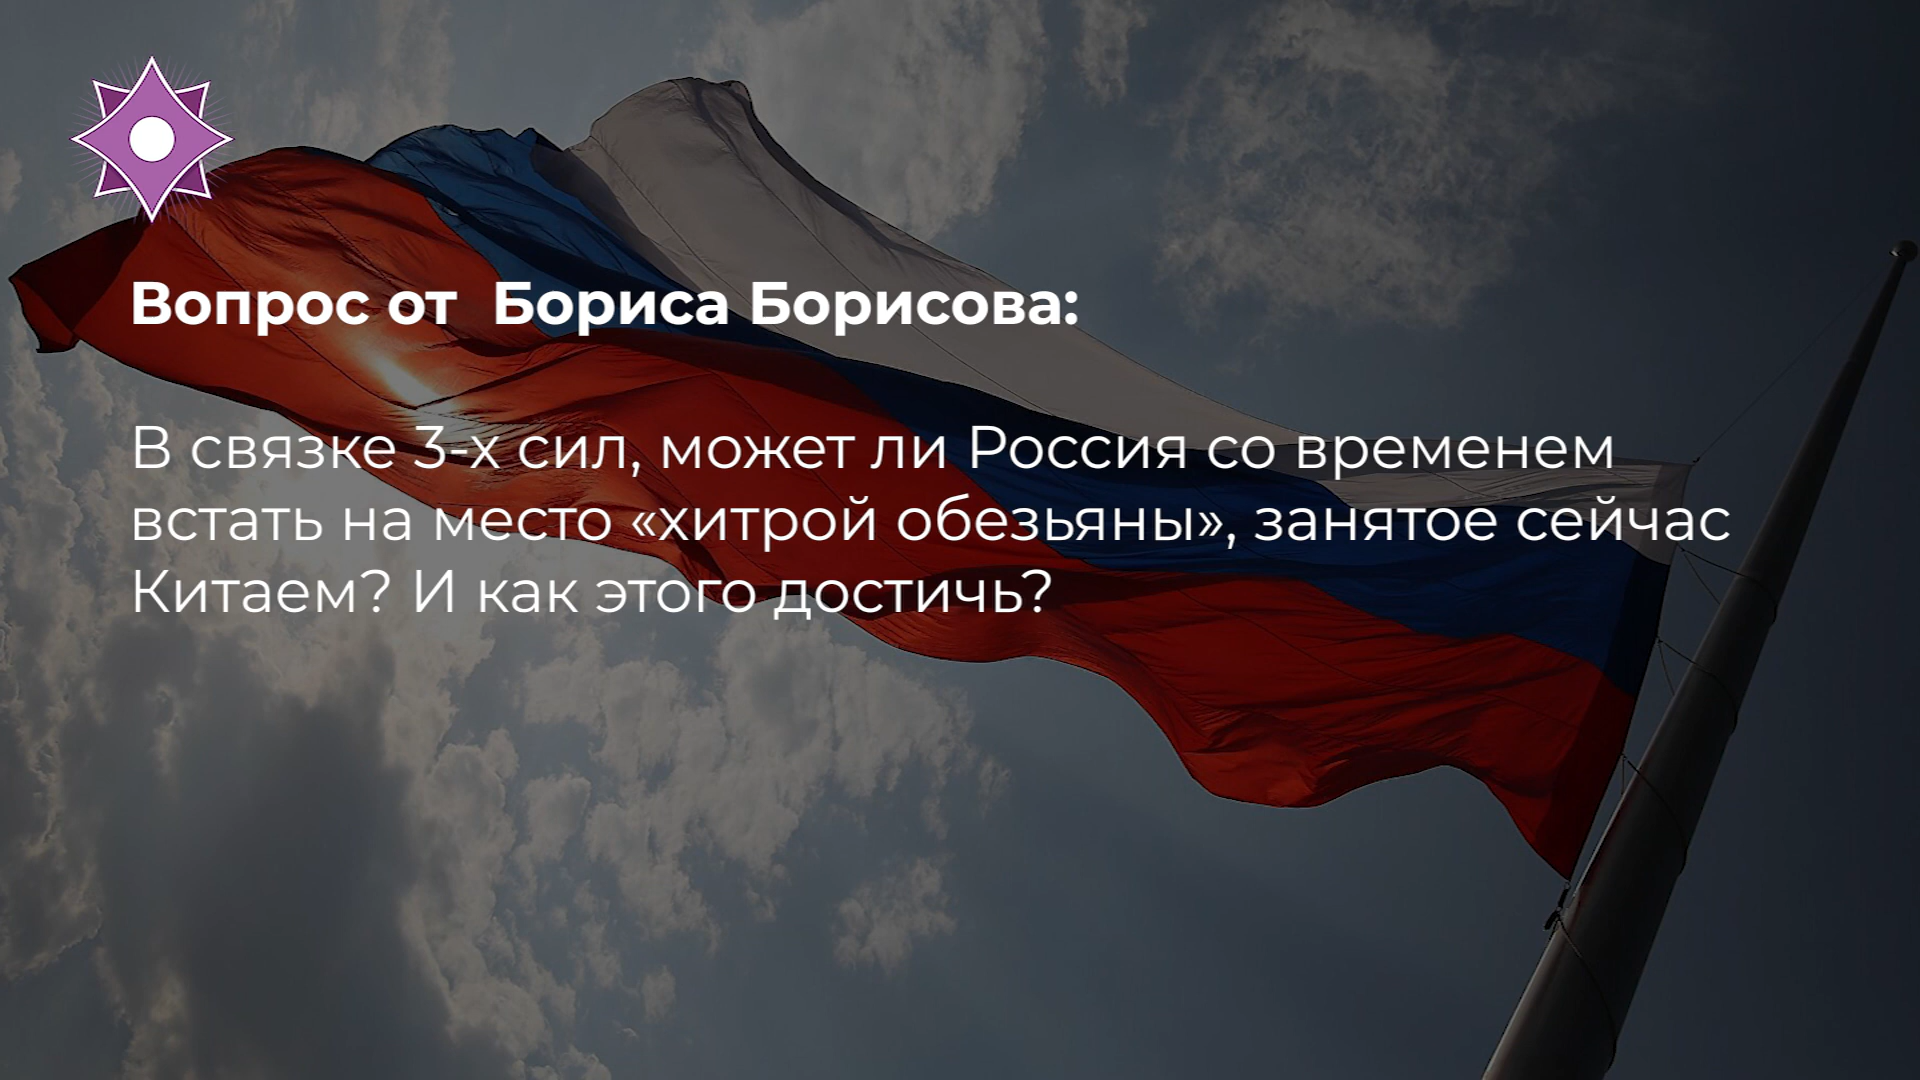 Вопрос от  Бориса Борисова:
В связке 3-х сил, может ли Россия со временем
встать на место «хитрой обезьяны», занятое сейчас
Китаем? И как этого достичь?